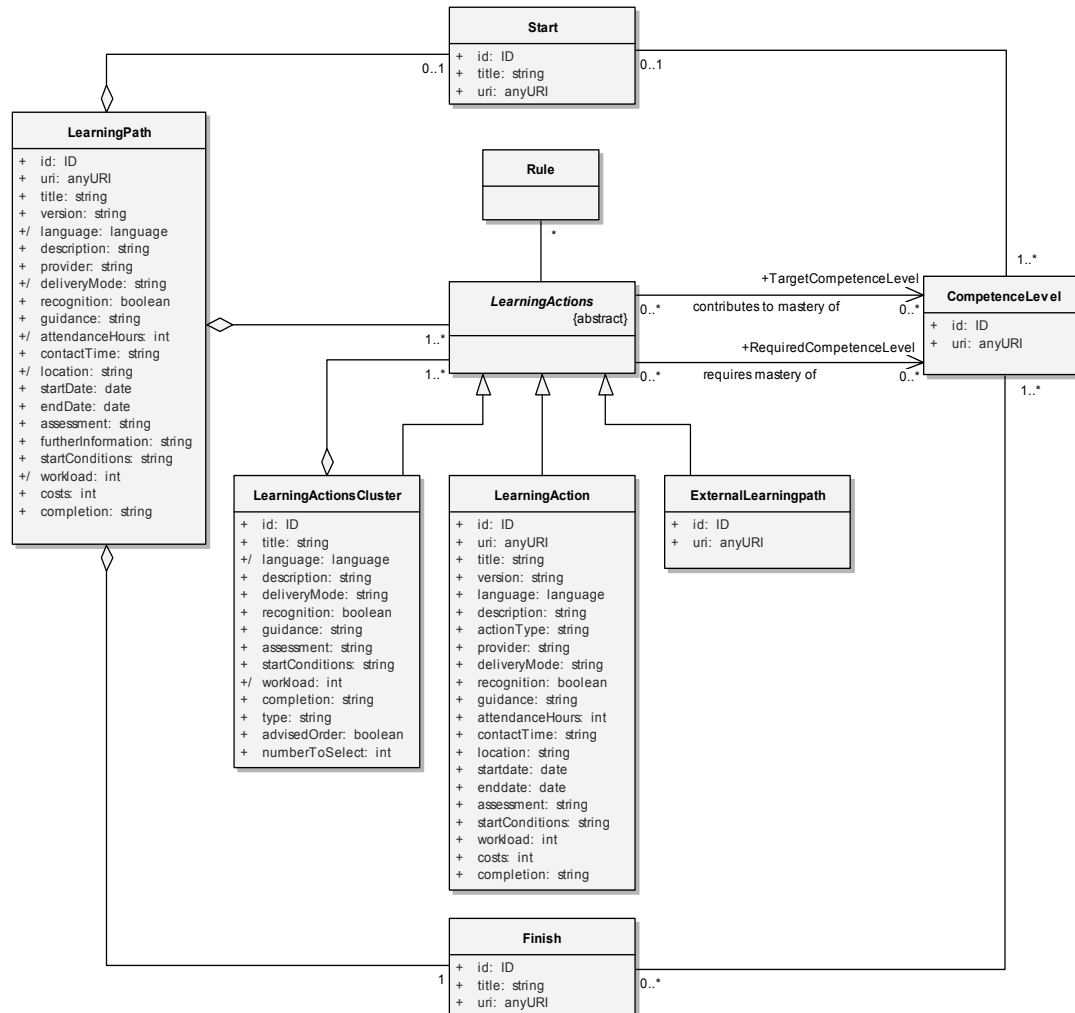 Start
+ id: ID
+ title: string
+ uri: anyURI
0..1
0..1
LearningPath
+ id: ID
+ uri: anyURI
+ title: string
+ version: string
+/ language: language
+ description: string
+ provider: string
+/ deliveryMode: string
+ recognition: boolean
+ guidance: string
+/ attendanceHours: int
+ contactTime: string
+/ location: string
+ startDate: date
+ endDate: date
+ assessment: string
+ furtherInformation: string
+ startConditions: string
+/ workload: int
+ costs: int
+ completion: string
Rule
*
LearningActions
{abstract}
1..*
1..*
+TargetCompetenceLevel
0..*
contributes to mastery of
0..*
+RequiredCompetenceLevel
0..*
requires mastery of
0..*
1..*
CompetenceLevel
+ id: ID
+ uri: anyURI
1..*
LearningActionsCluster
+ id: ID
+ title: string
+/ language: language
+ description: string
+ deliveryMode: string
+ recognition: boolean
+ guidance: string
+ assessment: string
+ startConditions: string
+/ workload: int
+ completion: string
+ type: string
+ advisedOrder: boolean
+ numberToSelect: int
LearningAction
+ id: ID
+ uri: anyURI
+ title: string
+ version: string
+ language: language
+ description: string
+ actionType: string
+ provider: string
+ deliveryMode: string
+ recognition: boolean
+ guidance: string
+ attendanceHours: int
+ contactTime: string
+ location: string
+ startdate: date
+ enddate: date
+ assessment: string
+ startConditions: string
+ workload: int
+ costs: int
+ completion: string
ExternalLearningpath
+ id: ID
+ uri: anyURI
Finish
+ id: ID
+ title: string
+ uri: anyURI
1
0..*